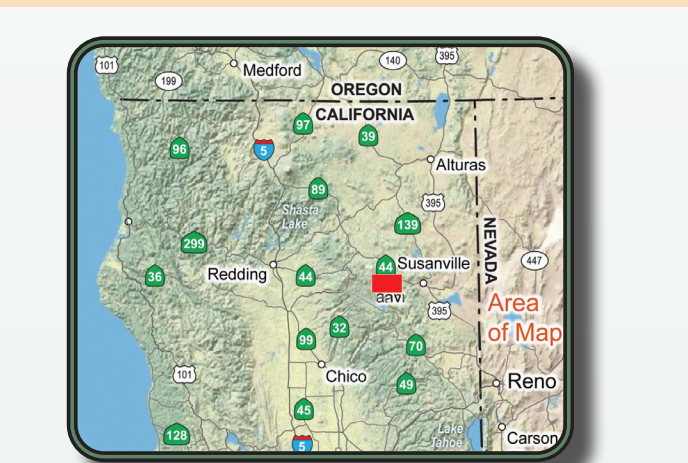 101
140
395
Medford
199
OREGON
CALIFORNIA
97
39
96
5
Alturas
89
395
Shasta
Lake
139
NEVADA
299
447
44
Susanville
Redding
44
36
Area
of Map
395
32
99
70
101
Chico
49
Reno
45
128
Lake
Tahoe
Carson
5